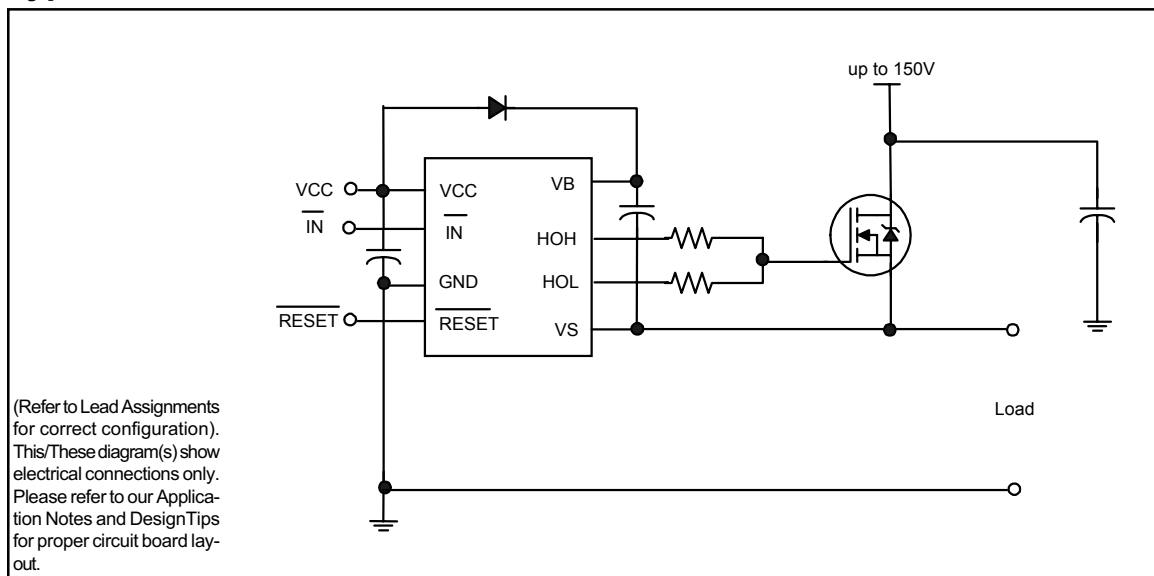 up to 150V
VCC
VCC
VB
IN
IN
HOH
GND
HOL
RESET
RESET
VS
Load
(Refer to Lead Assignments
for correct configuration).
This/These diagram(s) show
electrical connections only.
Please refer to our Applica-
tion Notes and DesignTips
for proper circuit board lay-
out.